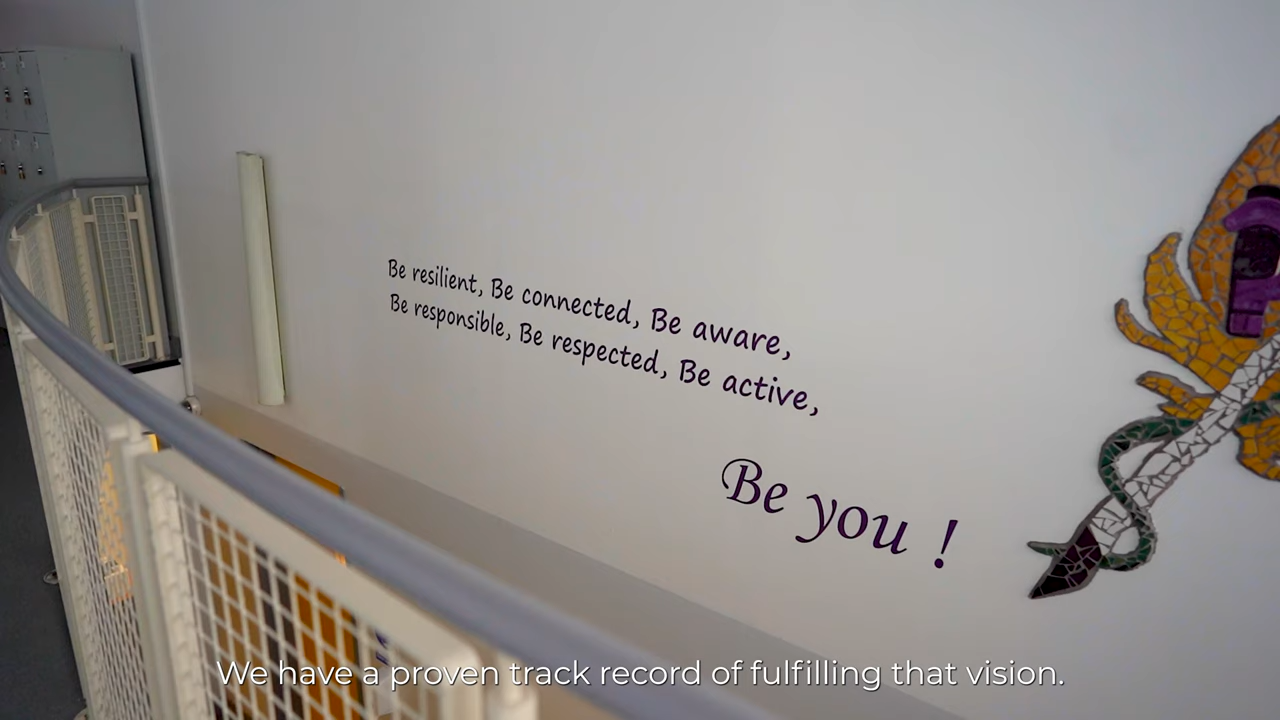 Be resilient, Be connected, Be aware,
Be responsible, Be respected, Be active,
Be you !
We have a proven track record of fulfilling that vision.